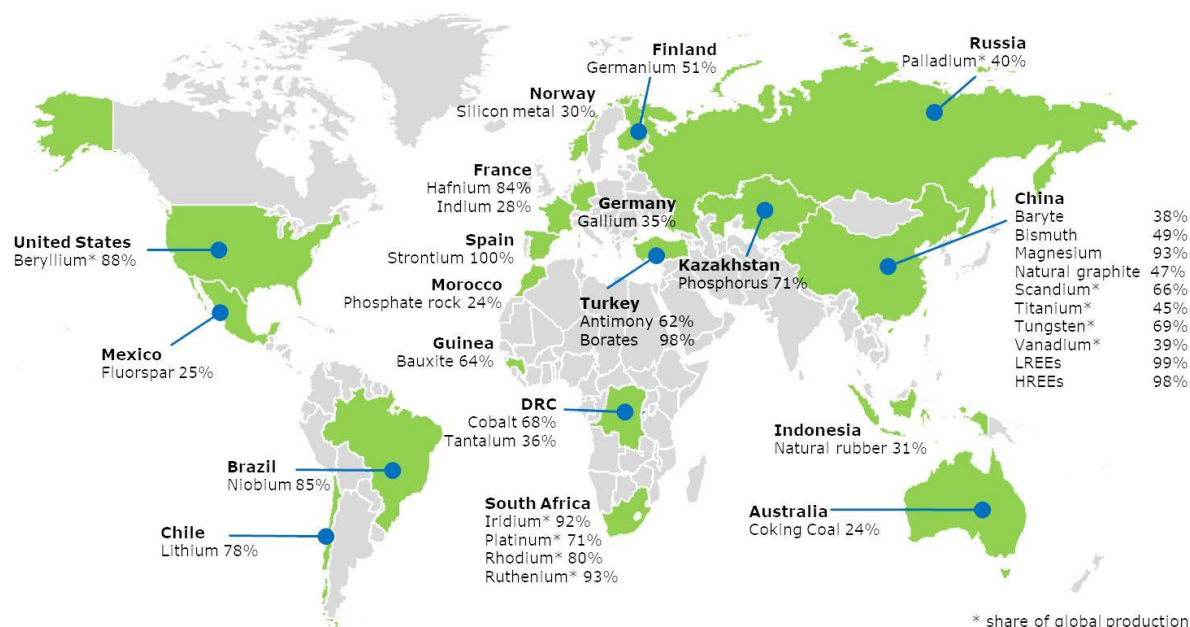 Finland
Germanium 51%
Russia
Palladium* 40%
Norway
Silicon metal 30%
France
Hafnium 84%
Indium 28%
Germany
Gallium 35%
Spain
Strontium 100%
Morocco
Phosphate rock 24%
Kazakhstan
Phosphorus 71%
Turkey
Antimony 62%
Borates 98%
China
Baryte 38%
Bismuth 49%
Magnesium 93%
Natural graphite 47%
Scandium* 66%
Titanium* 45%
Tungsten* 69%
Vanadium* 39%
LREEs 99%
HREEs 98%
United States
Beryllium* 88%
Mexico
Fluorspar 25%
Guinea
Bauxite 64%
DRC
Cobalt 68%
Tantalum 36%
Indonesia
Natural rubber 31%
Brazil
Niobium 85%
Chile
Lithium 78%
South Africa
Iridium* 92%
Platinum* 71%
Rhodium* 80%
Ruthenium* 93%
Australia
Coking Coal 24%
* share of global production